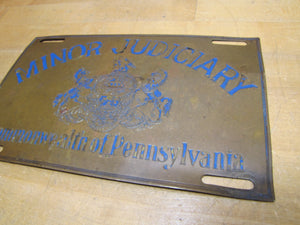 MINOR JUDICIARY
Commonwealth of Pennsylvania